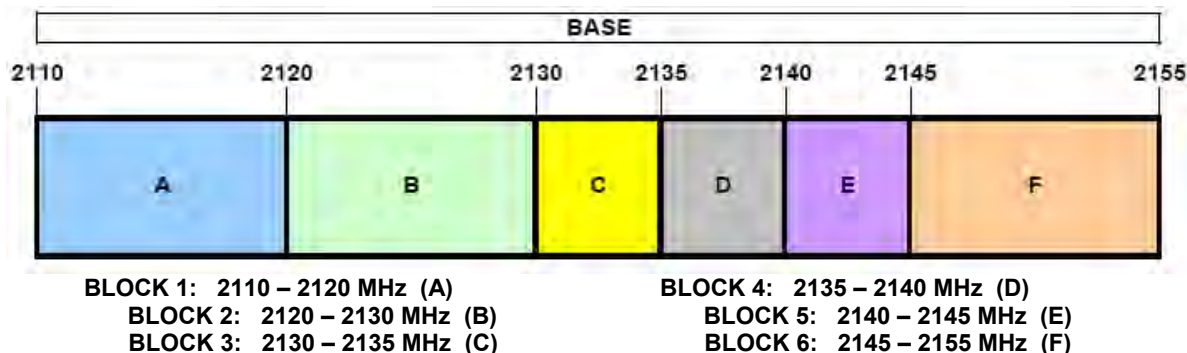 BASE
2110 2120 2130 2135 2140 2145 2155
A B C D E F
BLOCK 1: 2110 – 2120 MHz (A)
BLOCK 2: 2120 – 2130 MHz (B)
BLOCK 3: 2130 – 2135 MHz (C)
BLOCK 4: 2135 – 2140 MHz (D)
BLOCK 5: 2140 – 2145 MHz (E)
BLOCK 6: 2145 – 2155 MHz (F)